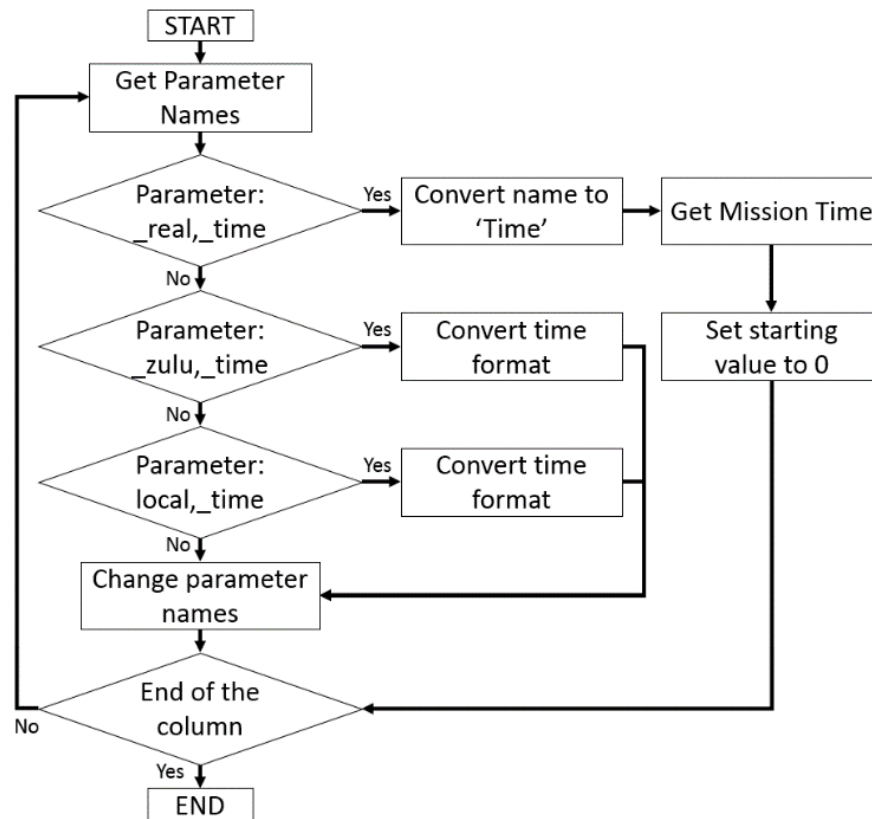 START
Get Parameter
Names
Parameter:
_real,_time
Yes
Convert name to
‘Time’
Get Mission Time
No
Parameter:
_zulu,_time
Yes
Convert time
format
Set starting
value to 0
No
Parameter:
local,_time
Yes
Convert time
format
No
Change parameter
names
End of the
column
No
Yes
END